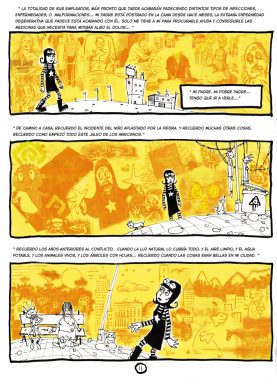 " LA TOTALIDAD DE SUS EMPLEADOS, MÁS PRONTO QUE TARDE ACABARÁN PADECIENDO DISTINTOS TIPOS DE INFECCIONES,
ENFERMEDADES, O MALFORMACIONES... MI PADRE ESTÁ POSTRADO EN LA CAMA DESDE HACE MESES. LA EXTRAÑA ENFERMEDAD
DEGENERATIVA QUE PADECE ESTÁ ACABANDO CON ÉL. SOLO ME TIENE A MI PARA PROCURARLE AYUDA Y CONSEGUIRLE LAS
MEDICINAS QUE NECESITA PARA MITIGAR ALGO EL DOLOR... "
" MI PADRE. MI POBRE PADRE...
TENGO QUE IR A VERLE... "
" DE CAMINO A CASA, RECUERDO EL INCIDENTE DEL NIÑO APLASTADO POR LA PIEDRA, Y RECUERDO MUCHAS OTRAS COSAS.
RECUERDO COMO EMPEZÓ TODO ESTE JALEO DE LOS MARCIANOS. "
" RECUERDO LOS AÑOS ANTERIORES AL CONFLICTO. CUANDO LA LUZ NATURAL LO CUBRÍA TODO, Y EL AIRE LIMPIO, Y EL AGUA
POTABLE, Y LOS ANIMALES VIVOS, Y LOS ÁRBOLES CON HOJAS... RECUERDO CUANDO LAS COSAS ERAN BELLAS EN MI CIUDAD. "